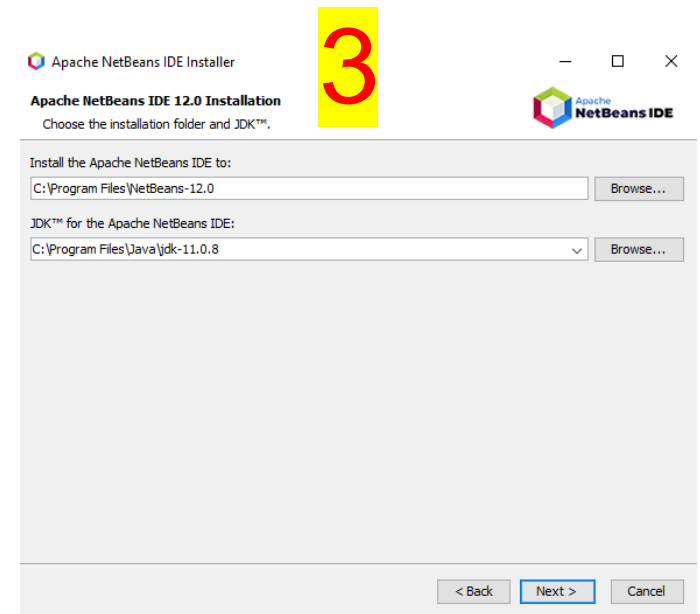 3
Apache NetBeans IDE Installer
Apache NetBeans IDE 12.0 Installation
Choose the installation folder and JDK™.
Apache
NetBeans IDE
Install the Apache NetBeans IDE to:
C:\Program Files\NetBeans-12.0
Browse...
JDK™ for the Apache NetBeans IDE:
C:\Program Files\Java\jdk-11.0.8
Browse...
< Back
Next >
Cancel